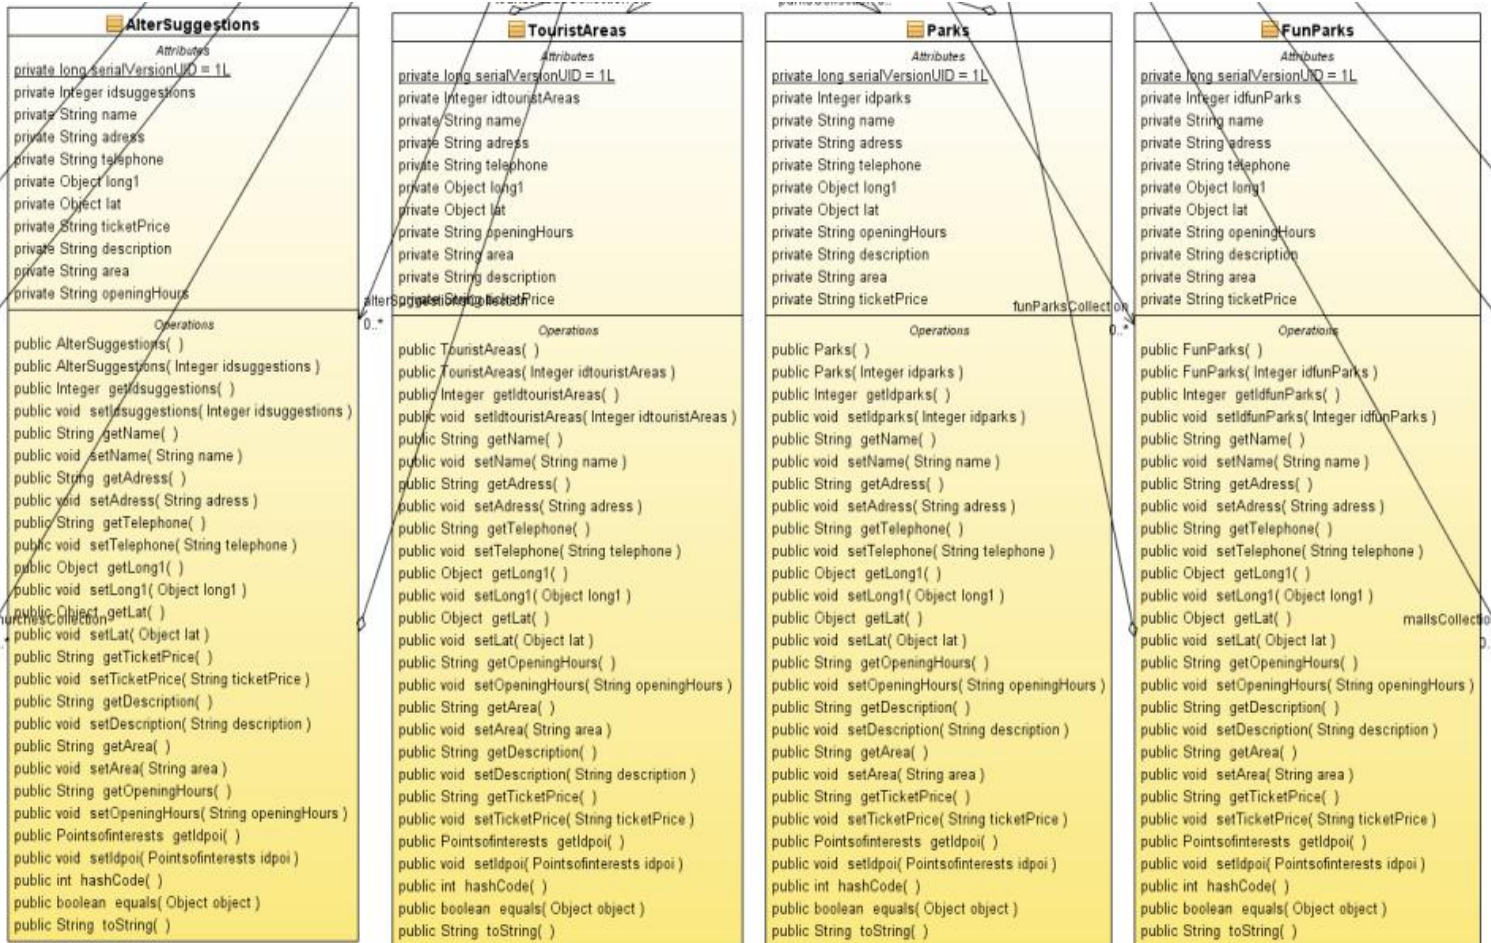 AlterSuggestions
Attributes
private long serialVersionUID = 1L
private Integer idsuggestions
private String name
private String adress
private String telephone
private Object long1
private Object lat
private String ticketPrice
private String description
private String area
private String openingHours
Operations
public AlterSuggestions( )
public AlterSuggestions( Integer idsuggestions )
public Integer getIdsuggestions( )
public void setIdsuggestions( Integer idsuggestions )
public String getName( )
public void setName( String name )
public String getAdress( )
public void setAdress( String adress )
public String getTelephone( )
public void setTelephone( String telephone )
public Object getLong1( )
public void setLong1( Object long1 )
public Object getLat( )
public void setLat( Object lat )
public String getTicketPrice( )
public void setTicketPrice( String ticketPrice )
public String getDescription( )
public void setDescription( String description )
public String getArea( )
public void setArea( String area )
public String getOpeningHours( )
public void setOpeningHours( String openingHours )
public Pointsofinterests getIdpoi( )
public void setIdpoi( Pointsofinterests idpoi )
public int hashCode( )
public boolean equals( Object object )
public String toString( )
alterSuggestionsCollection
0..*
TouristAreas
Attributes
private long serialVersionUID = 1L
private Integer idtouristAreas
private String name
private String adress
private String telephone
private Object long1
private Object lat
private String openingHours
private String area
private String description
private String ticketPrice
Operations
public TouristAreas( )
public TouristAreas( Integer idtouristAreas )
public Integer getIdtouristAreas( )
public void setIdtouristAreas( Integer idtouristAreas )
public String getName( )
public void setName( String name )
public String getAdress( )
public void setAdress( String adress )
public String getTelephone( )
public void setTelephone( String telephone )
public Object getLong1( )
public void setLong1( Object long1 )
public Object getLat( )
public void setLat( Object lat )
public String getOpeningHours( )
public void setOpeningHours( String openingHours )
public String getArea( )
public void setArea( String area )
public String getDescription( )
public void setDescription( String description )
public String getTicketPrice( )
public void setTicketPrice( String ticketPrice )
public Pointsofinterests getIdpoi( )
public void setIdpoi( Pointsofinterests idpoi )
public int hashCode( )
public boolean equals( Object object )
public String toString( )
Parks
Attributes
private long serialVersionUID = 1L
private Integer idparks
private String name
private String adress
private String telephone
private Object long1
private Object lat
private String openingHours
private String description
private String area
private String ticketPrice
Operations
public Parks( )
public Parks( Integer idparks )
public Integer getIdparks( )
public void setIdparks( Integer idparks )
public String getName( )
public void setName( String name )
public String getAdress( )
public void setAdress( String adress )
public String getTelephone( )
public void setTelephone( String telephone )
public Object getLong1( )
public void setLong1( Object long1 )
public Object getLat( )
public void setLat( Object lat )
public String getOpeningHours( )
public void setOpeningHours( String openingHours )
public String getDescription( )
public void setDescription( String description )
public String getArea( )
public void setArea( String area )
public String getTicketPrice( )
public void setTicketPrice( String ticketPrice )
public Pointsofinterests getIdpoi( )
public void setIdpoi( Pointsofinterests idpoi )
public int hashCode( )
public boolean equals( Object object )
public String toString( )
funParksCollection
0..*
FunParks
Attributes
private long serialVersionUID = 1L
private Integer idfunParks
private String name
private String adress
private String telephone
private Object long1
private Object lat
private String openingHours
private String description
private String area
private String ticketPrice
Operations
public FunParks( )
public FunParks( Integer idfunParks )
public Integer getIdfunParks( )
public void setIdfunParks( Integer idfunParks )
public String getName( )
public void setName( String name )
public String getAdress( )
public void setAdress( String adress )
public String getTelephone( )
public void setTelephone( String telephone )
public Object getLong1( )
public void setLong1( Object long1 )
public Object getLat( )
public void setLat( Object lat )
public String getOpeningHours( )
public void setOpeningHours( String openingHours )
public String getDescription( )
public void setDescription( String description )
public String getArea( )
public void setArea( String area )
public String getTicketPrice( )
public void setTicketPrice( String ticketPrice )
public Pointsofinterests getIdpoi( )
public void setIdpoi( Pointsofinterests idpoi )
public int hashCode( )
public boolean equals( Object object )
public String toString( )